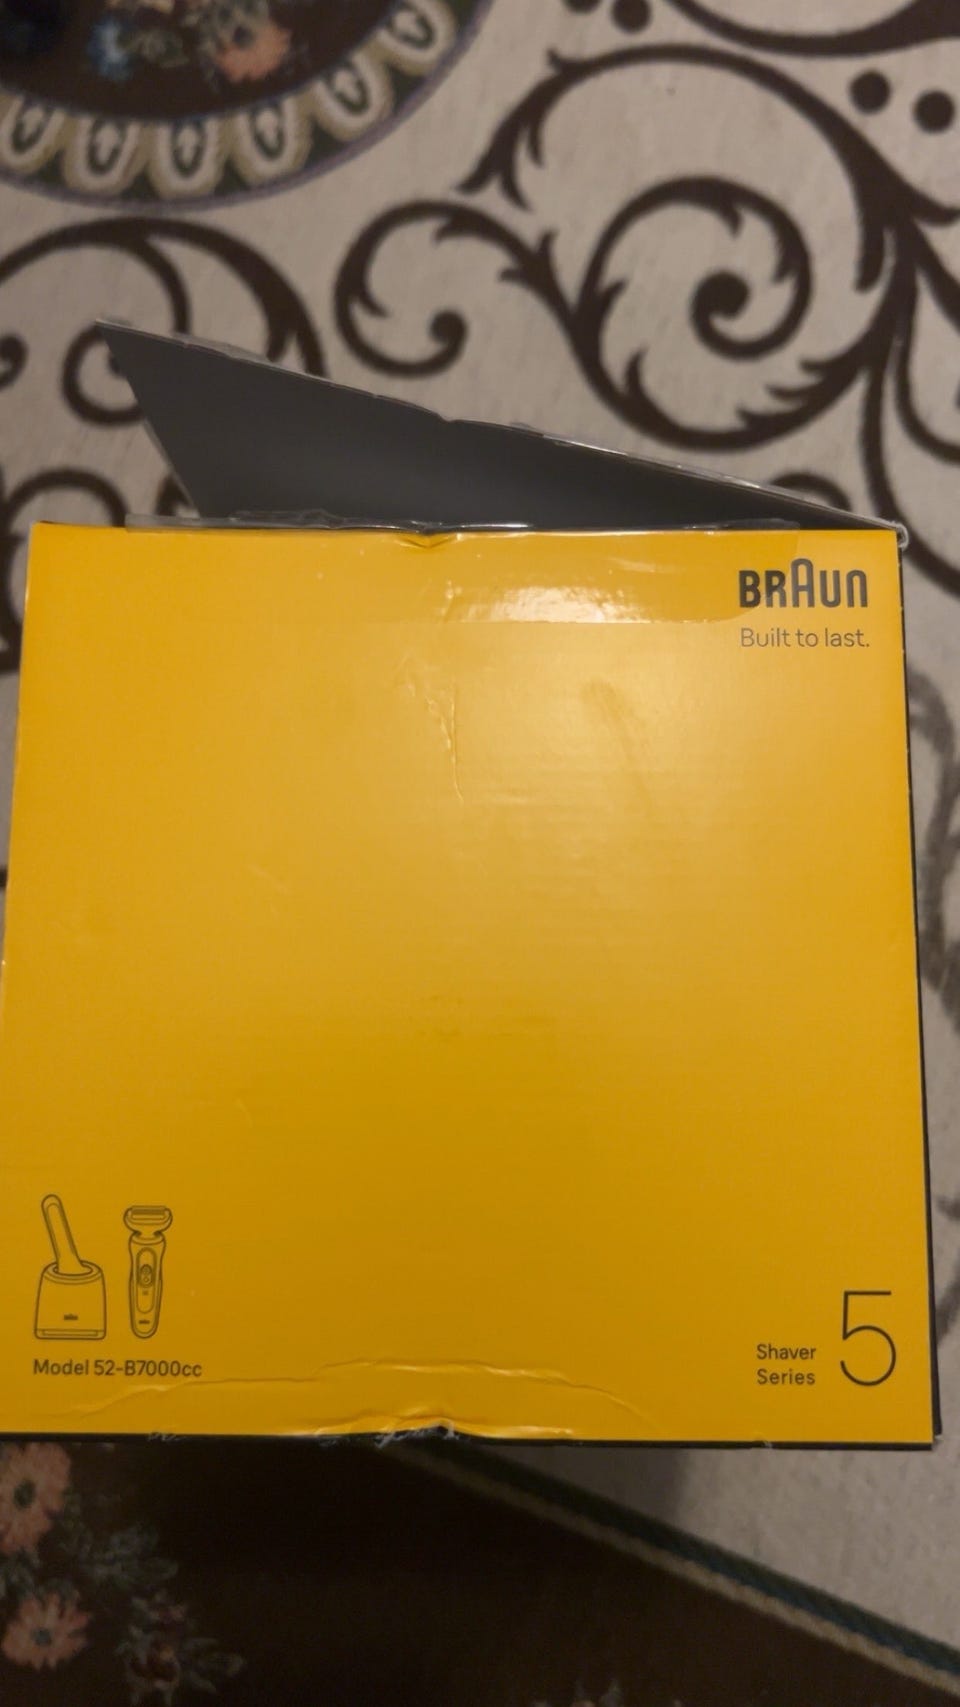 BRAUN
Built to last.
Model 52-B7000cc
Shaver
Series
5